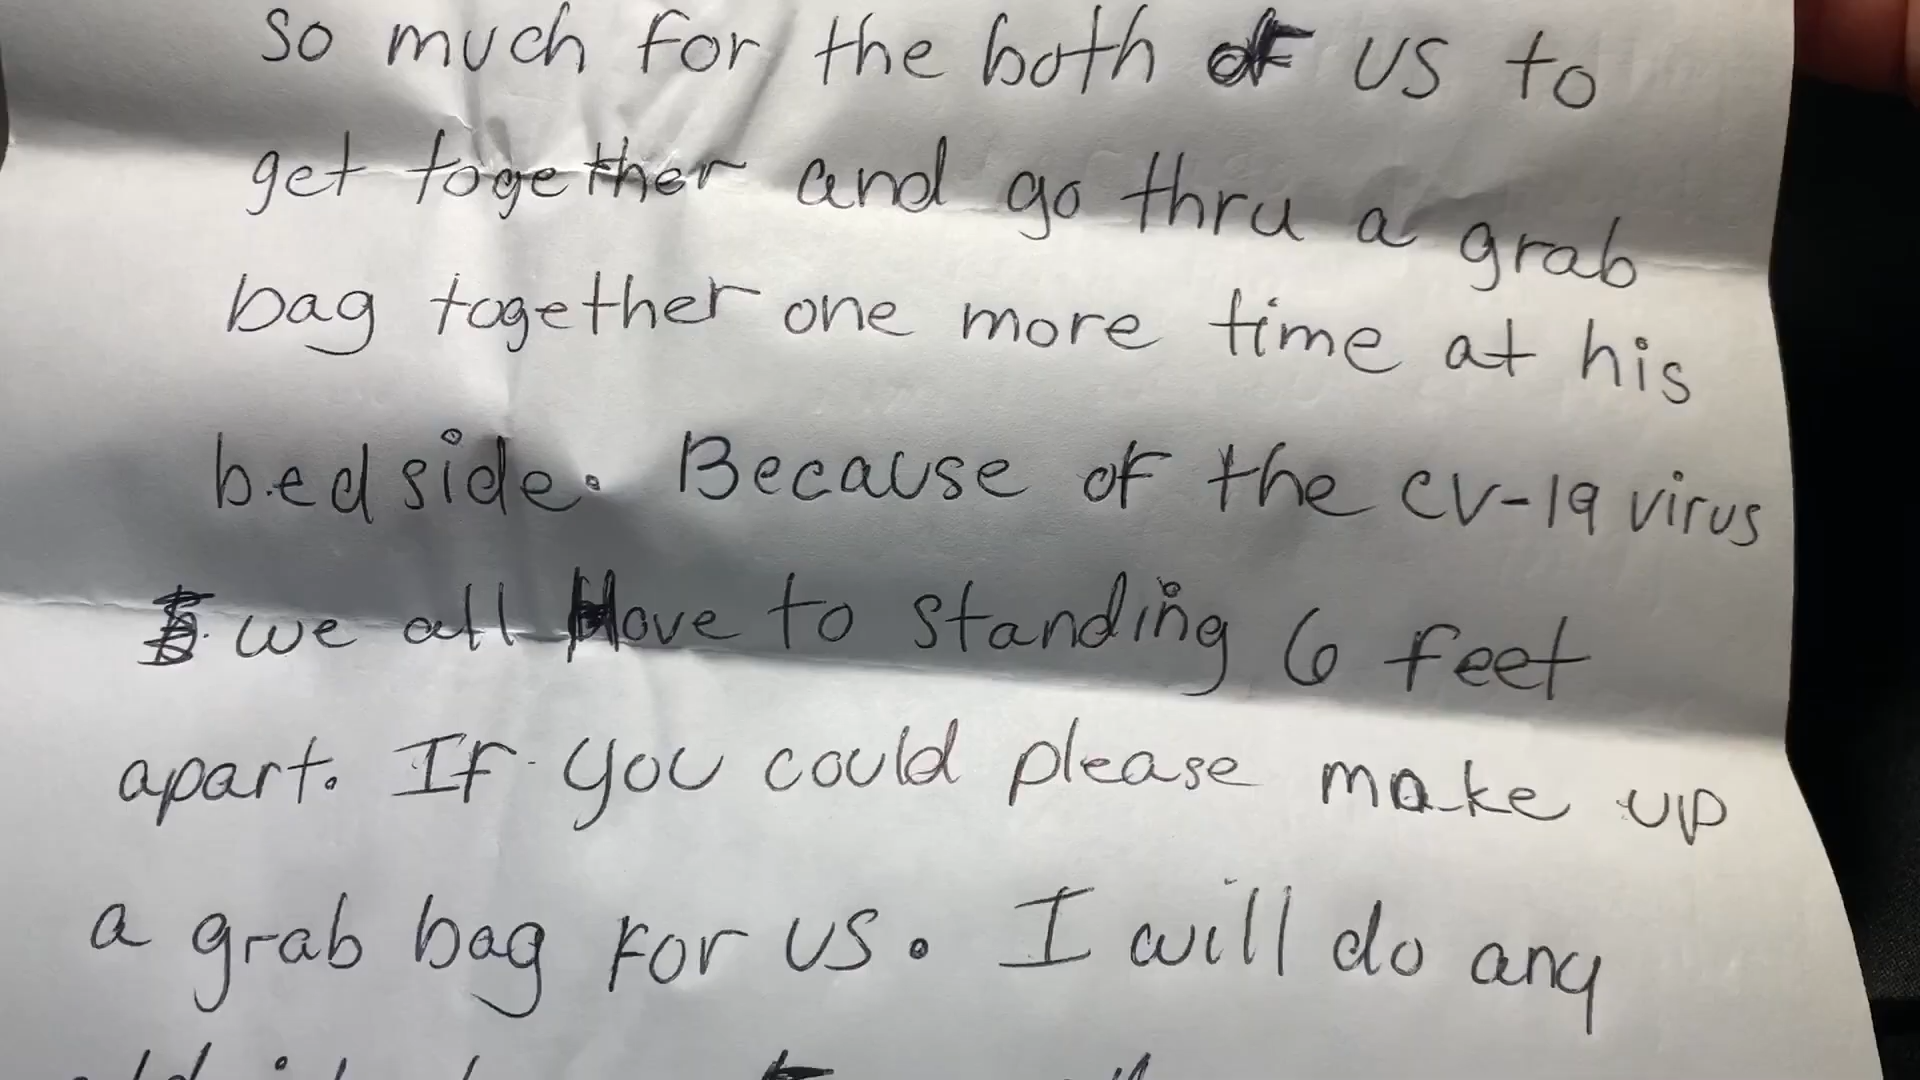 so much for the both of us to
get together and go thru a grab
bag together one more time at his
bedside. Because of the CV-19 virus
we all Have to standing 6 feet
apart. If you could please make up
a grab bag for us. I will do any